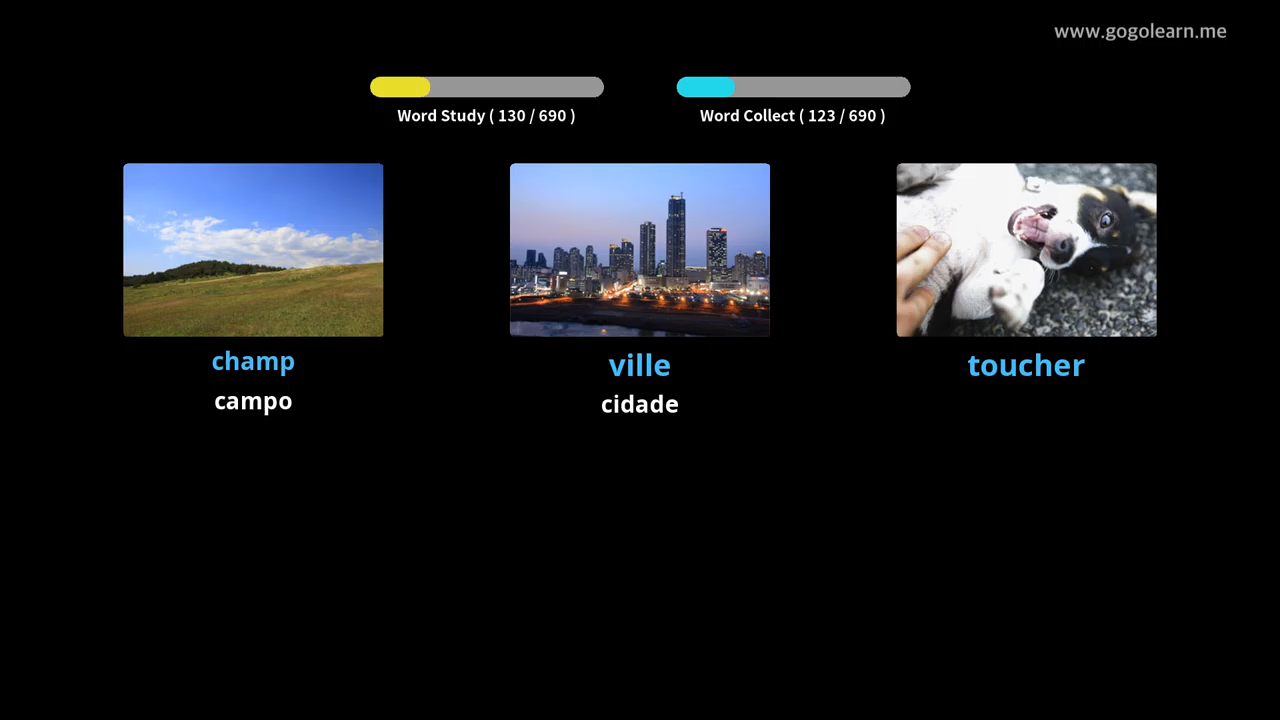 www.gogolearn.me
Word Study ( 130 / 690 )
Word Collect ( 123 / 690 )
champ
campo
ville
cidade
toucher